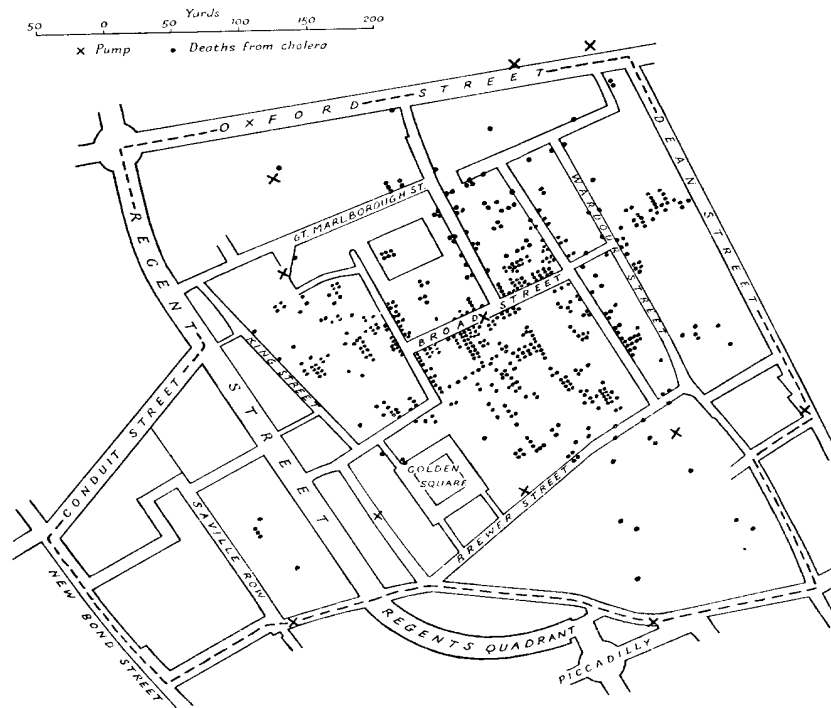 Yards
50 0 50 100 150 200
× Pump • Deaths from cholera
OXFORD STREET
DEAN STREET
WARDOUR STREET
GT. MARLBOROUGH ST.
REGENT STREET
BROAD STREET
KING STREET
CONDUIT STREET
GOLDEN
SQUARE
BREWER STREET
SAVILLE ROW
NEW BOND STREET
REGENTS QUADRANT
PICCADILLY